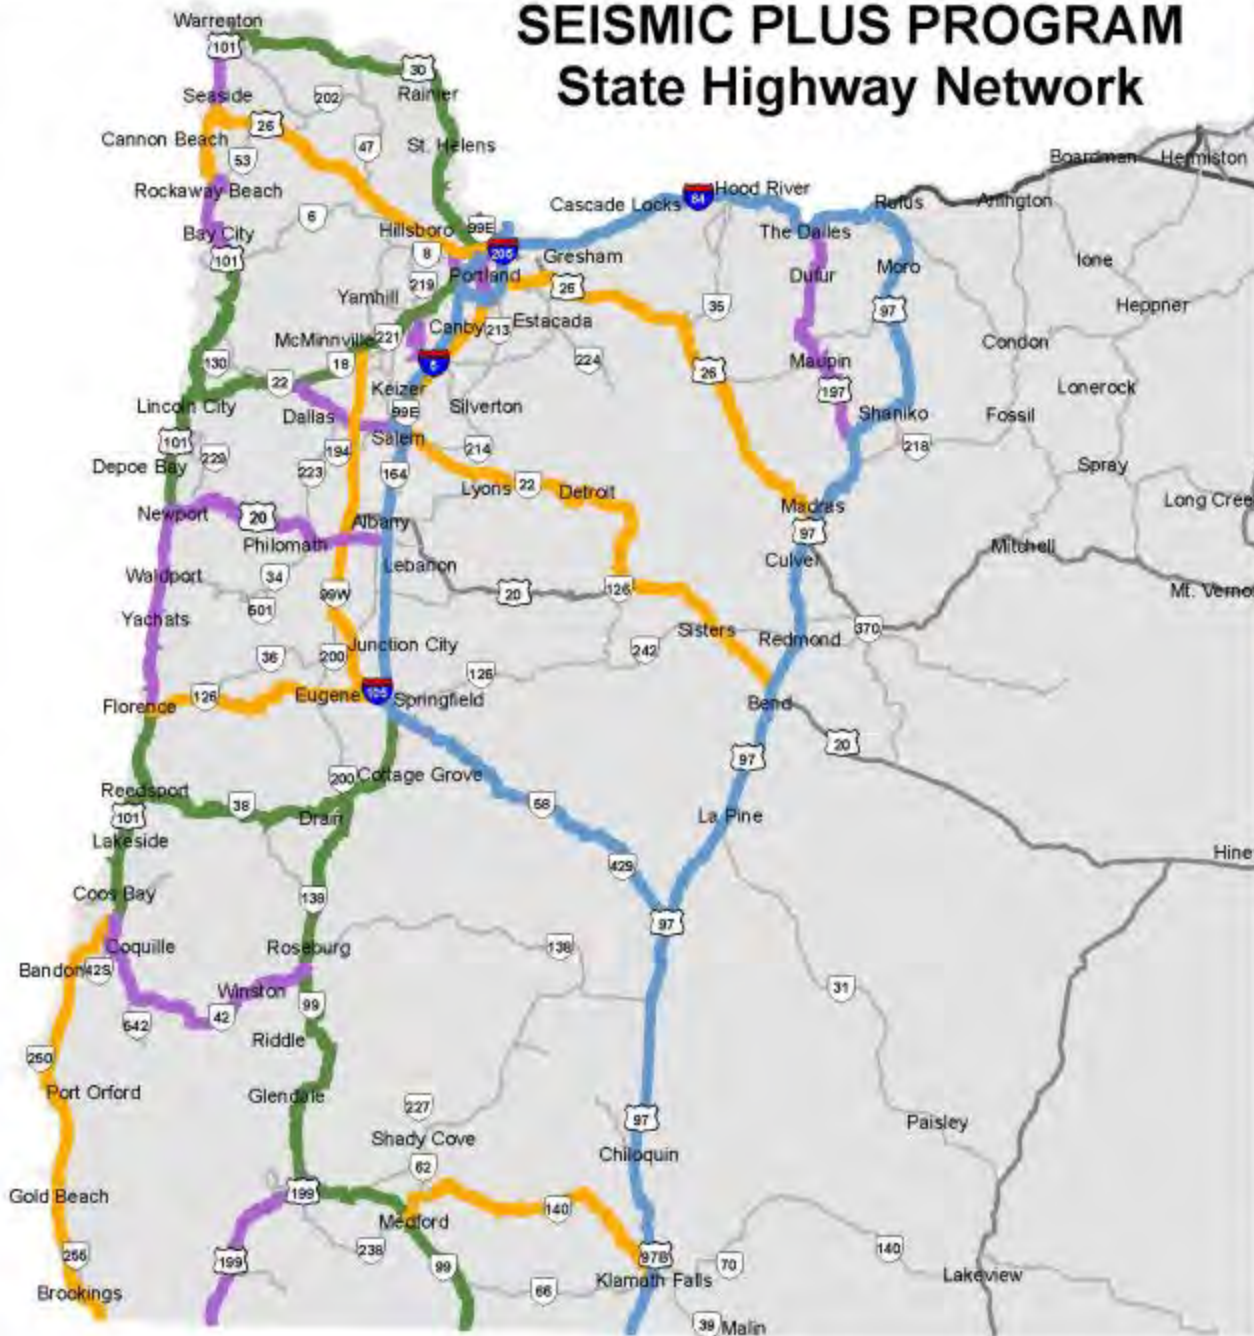 SEISMIC PLUS PROGRAM
State Highway Network
Warrenton
101
30
Rainier
Seaside
202
26
Cannon Beach
53
47
St. Helens
Boardman
Hermiston
Rockaway Beach
Hood River
84
Cascade Locks
Rufus
Arlington
6
Bay City
Hillsboro
99E
The Dalles
101
8
205
Gresham
Ione
Moro
219
Portland
Dufur
26
Yamhill
35
97
Heppner
Canby
213
Estacada
McMinnville
221
Condon
130
18
5
224
26
Maupin
22
Keizer
197
Lonerock
Lincoln City
Dallas
99E
Silverton
Shaniko
Fossil
101
Salem
229
194
214
218
Depoe Bay
223
164
Spray
Lyons
22
Detroit
Long Cree
Newport
20
Albany
Madras
97
Philomath
Mitchell
Waldport
34
Lebanon
Culver
99W
20
126
Mt. Verno
501
Yachats
Sisters
Redmond
370
36
200
Junction City
242
126
126
Eugene
105
Springfield
Florence
Bend
20
97
200
Cottage Grove
Reedsport
38
58
101
Drain
La Pine
Lakeside
429
Hine
Coos Bay
138
97
Coquille
Roseburg
138
Bandon
42S
Winston
31
42
99
542
Riddle
250
Port Orford
Glendale
227
97
Paisley
Shady Cove
Chiloquin
62
Gold Beach
199
140
Medford
238
140
255
199
99
97B
70
Klamath Falls
Lakeview
Brookings
66
39
Malin